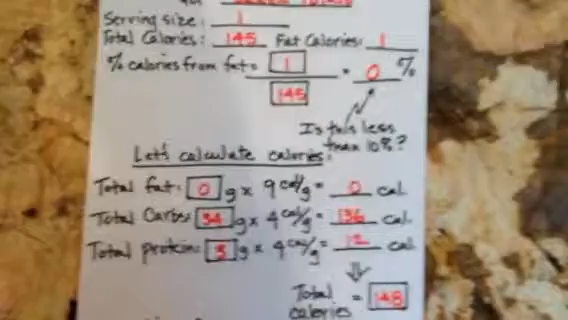 Serving size: 1
Total Calories: 145 Fat Calories: 1
% calories from fat = 1 = 0 %
145
Is this less
than 10%?
Let's calculate calories:
Total fat: 0 g x 9 cal/g = 0 cal.
Total Carbs: 34 g x 4 cal/g = 136 cal.
Total protein: 3 g x 4 cal/g = 12 cal.
Total = 148
calories